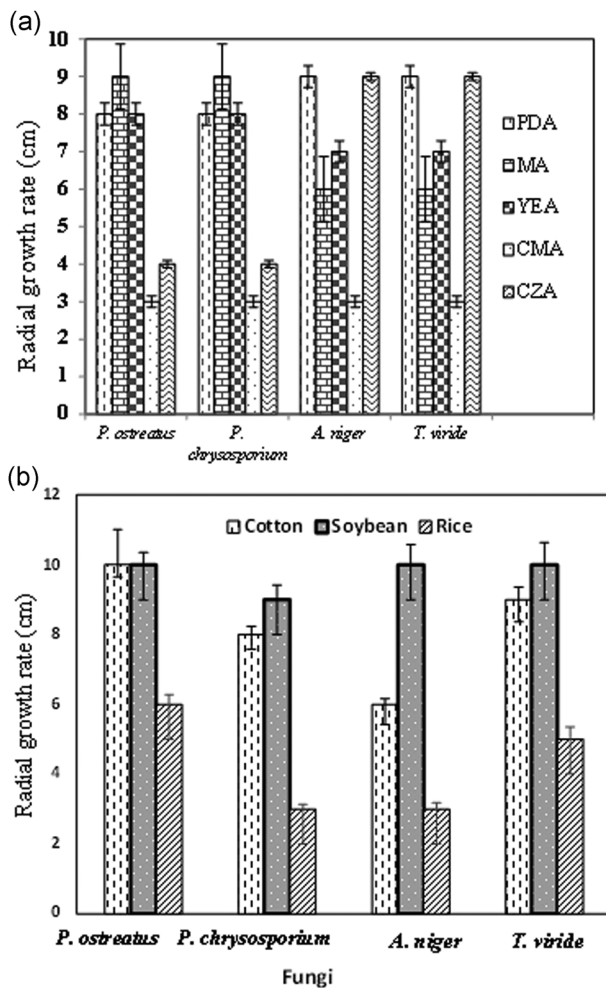 (a)
Radial growth rate (cm)
10
9
8
7
6
5
4
3
2
1
0
P. ostreatus
P. chrysosporium
A. niger
T. viride
PDA
MA
YEA
CMA
CZA
(b)
Radial growth rate (cm)
12
10
8
6
4
2
0
Cotton Soybean Rice
P. ostreatus P. chrysosporium A. niger T. viride
Fungi